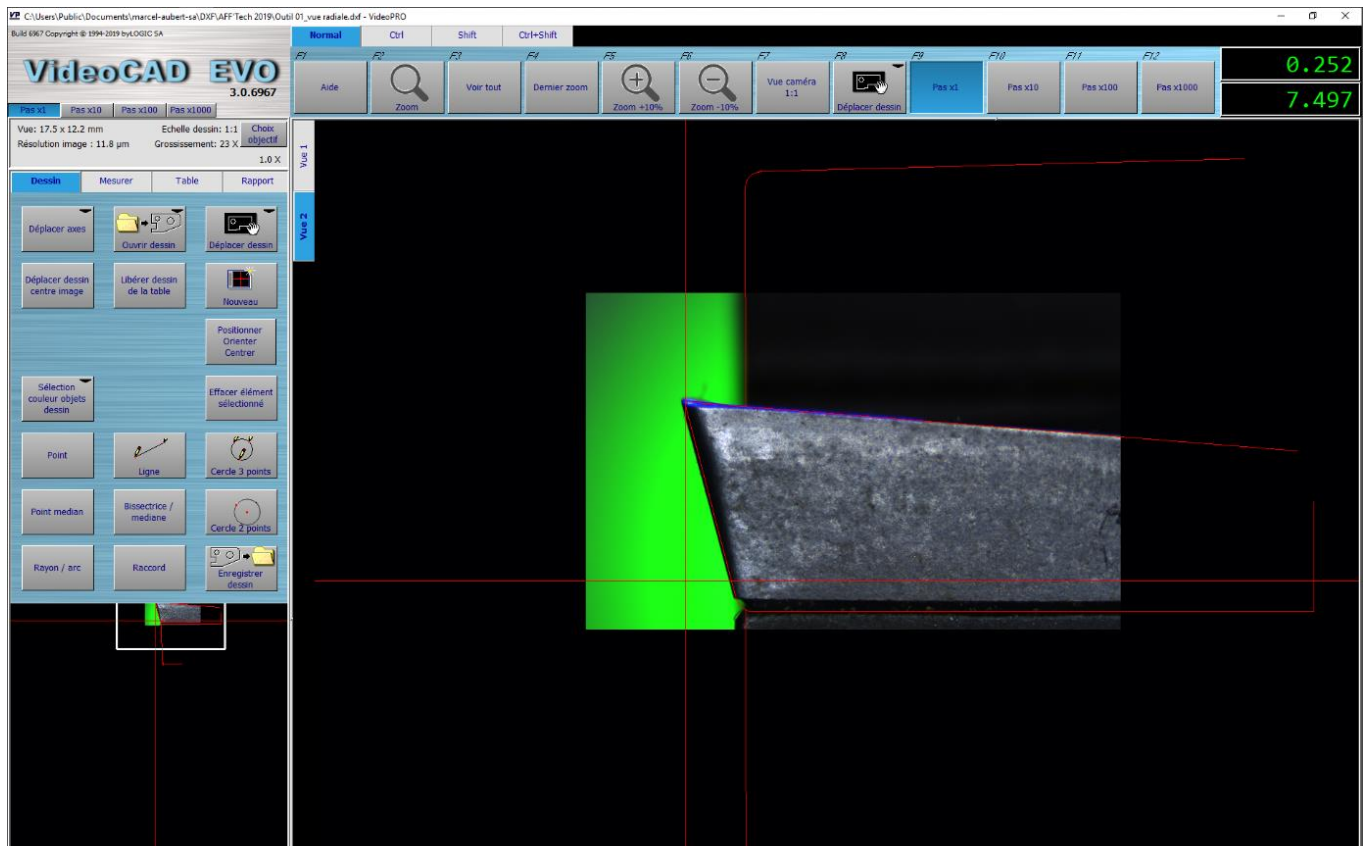 C:\Users\Public\Documents\marcel-aubert-sa\DXF\AFF'Tech 2019\Outil 01_vue radiale.dxf - VideoPRO
Build 6967 Copyright © 1994-2019 byLOGIC SA
VideoCAD EVO
3.0.6967
Pas x1 Pas x10 Pas x100 Pas x1000
Vue: 17.5 x 12.2 mm Echelle dessin: 1:1
Résolution image : 11.8 µm Grossissement: 23 X
Choix
objectif
1.0 X
Dessin Mesurer Table Rapport
Déplacer axes
Ouvrir dessin
Déplacer dessin
Déplacer dessin
centre image
Libérer dessin
de la table
Nouveau
Positionner
Orienter
Centrer
Sélection
couleur objets
dessin
Effacer élément
sélectionné
Point
Ligne
Cercle 3 points
Point median
Bissectrice /
mediane
Cercle 2 points
Rayon / arc
Raccord
Enregistrer
dessin
Normal Ctrl Shift Ctrl+Shift
F1 F2 F3 F4 F5 F6 F7 F8 F9 F10 F11 F12
Aide
Zoom
Voir tout
Dernier zoom
Zoom +10%
Zoom -10%
Vue caméra
1:1
Déplacer dessin
Pas x1
Pas x10
Pas x100
Pas x1000
0.252
7.497
Vue 1
Vue 2